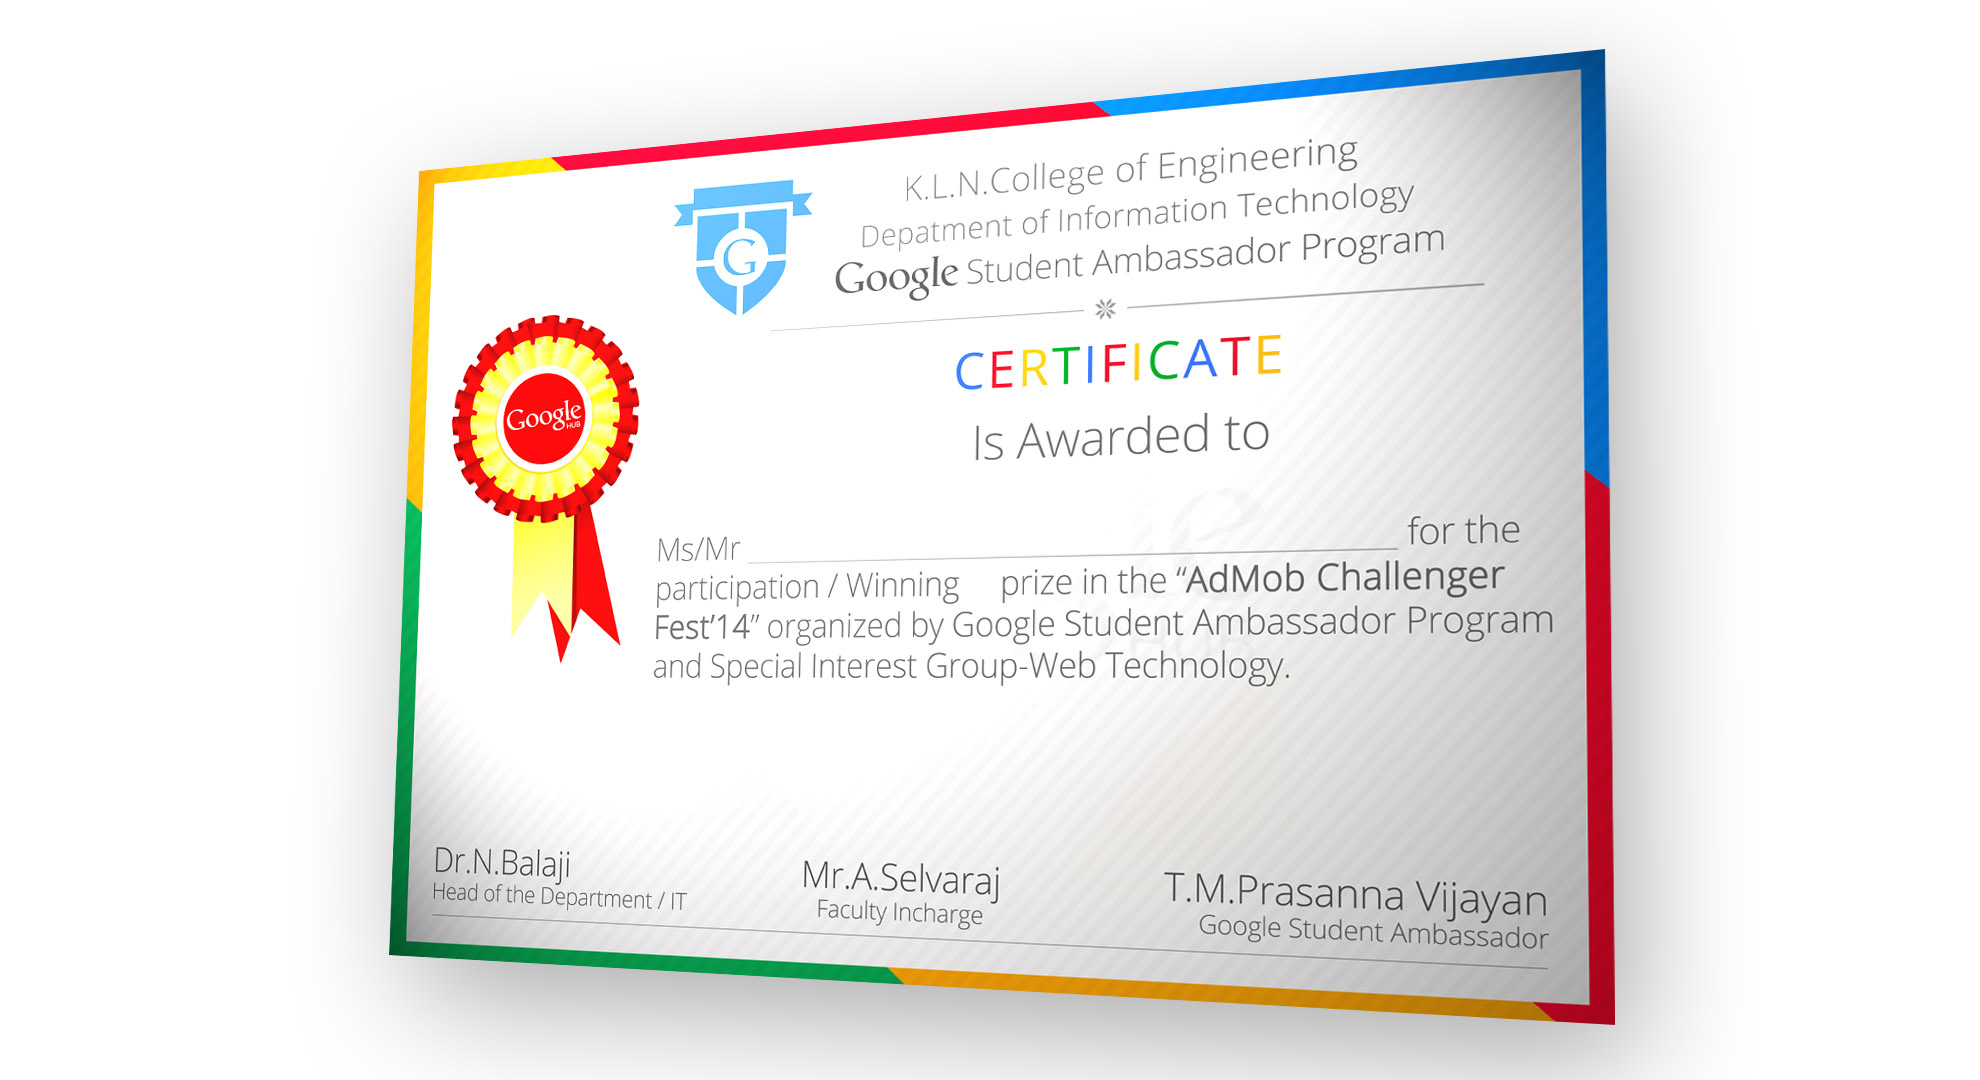 K.L.N.College of Engineering
Depatment of Information Technology
Google Student Ambassador Program
G
CERTIFICATE
Is Awarded to
Google
HUB
Ms/Mr ______________________ for the
participation / Winning prize in the “AdMob Challenger
Fest’14” organized by Google Student Ambassador Program
and Special Interest Group-Web Technology.
Dr.N.Balaji
Head of the Department / IT
Mr.A.Selvaraj
Faculty Incharge
T.M.Prasanna Vijayan
Google Student Ambassador